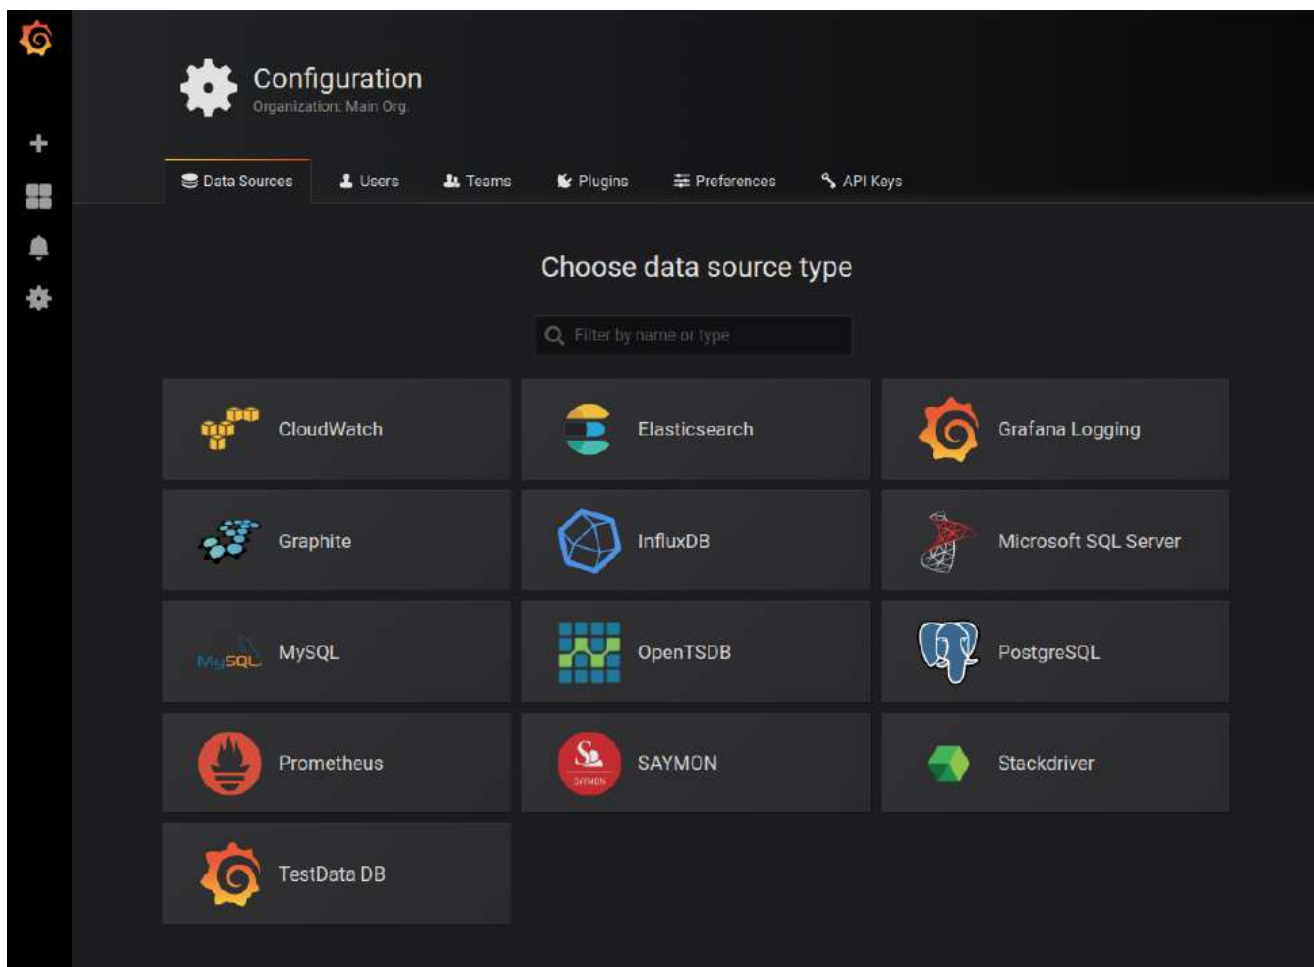 Configuration
Organization: Main Org.
Data Sources Users Teams Plugins Preferences API Keys
Choose data source type
Filter by name or type
CloudWatch Elasticsearch Grafana Logging
Graphite InfluxDB Microsoft SQL Server
MySQL MySQL OpenTSDB PostgreSQL
Prometheus SAYMON SAYMON Stackdriver
TestData DB